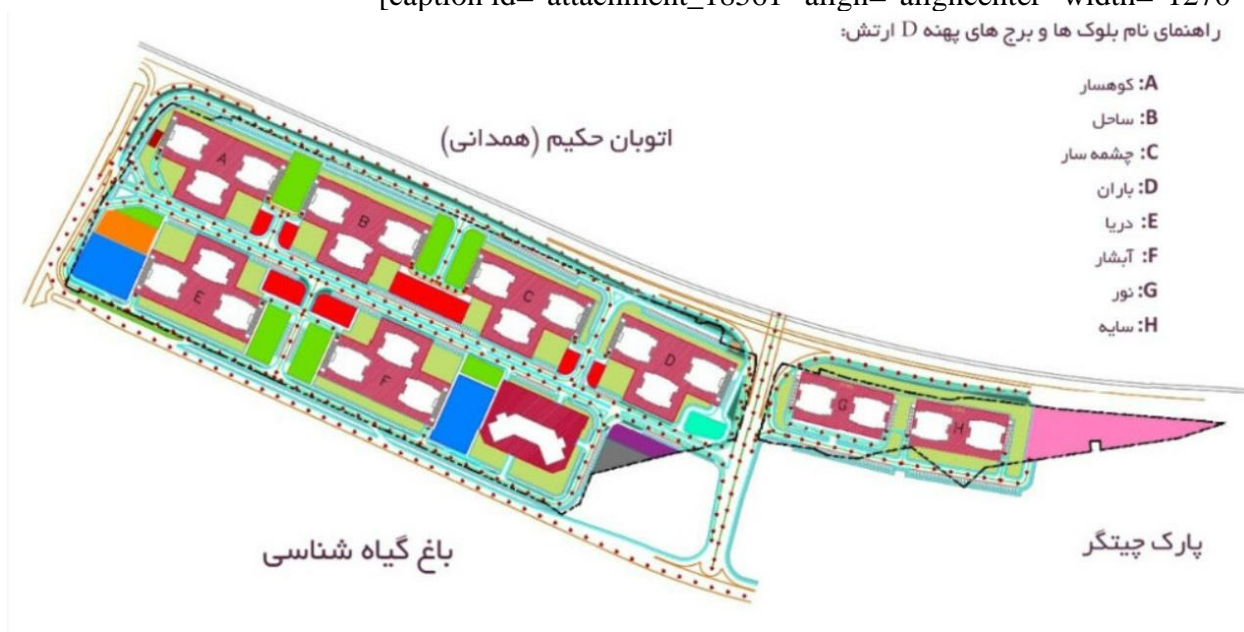 [caption id="attachment_18561" align="aligncenter" width="1270"
راهنمای نام بلوک ها و برج های پهنه D ارتش:
A: کوهسار
B: ساحل
C: چشمه سار
D: باران
E: دریا
F: آبشار
G: نور
H: سایه
اتوبان حکیم (همدانی)
A
B
C
D
E
F
G
H
باغ گیاه شناسی
پارک چیتگر